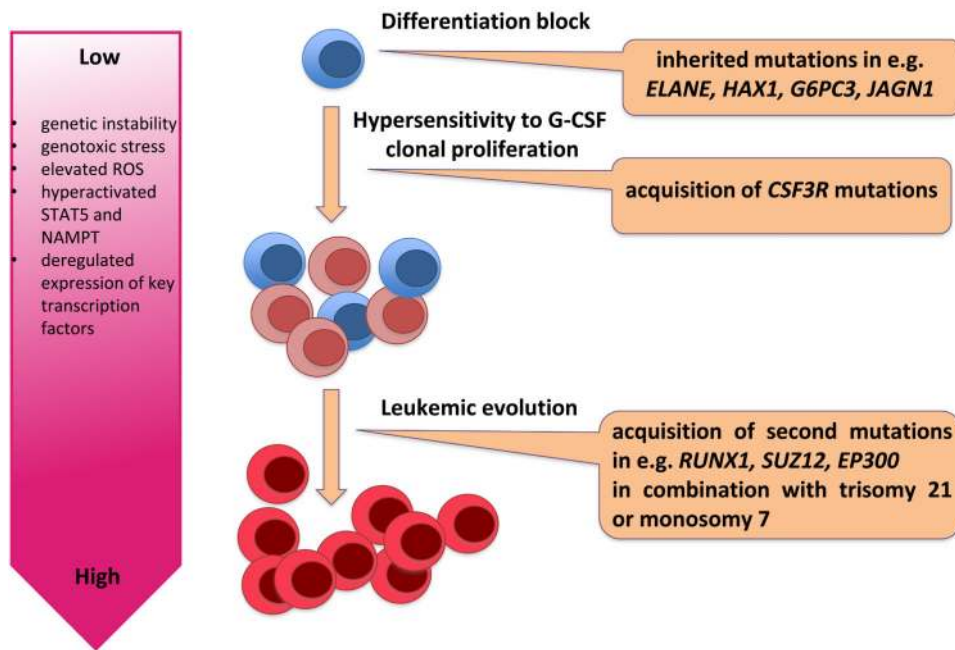 Low
• genetic instability
• genotoxic stress
• elevated ROS
• hyperactivated
STAT5 and
NAMPT
• deregulated
expression of key
transcription
factors
High
Differentiation block
inherited mutations in e.g.
ELANE, HAX1, G6PC3, JAGN1
Hypersensitivity to G-CSF
clonal proliferation
acquisition of CSF3R mutations
Leukemic evolution
acquisition of second mutations
in e.g. RUNX1, SUZ12, EP300
in combination with trisomy 21
or monosomy 7